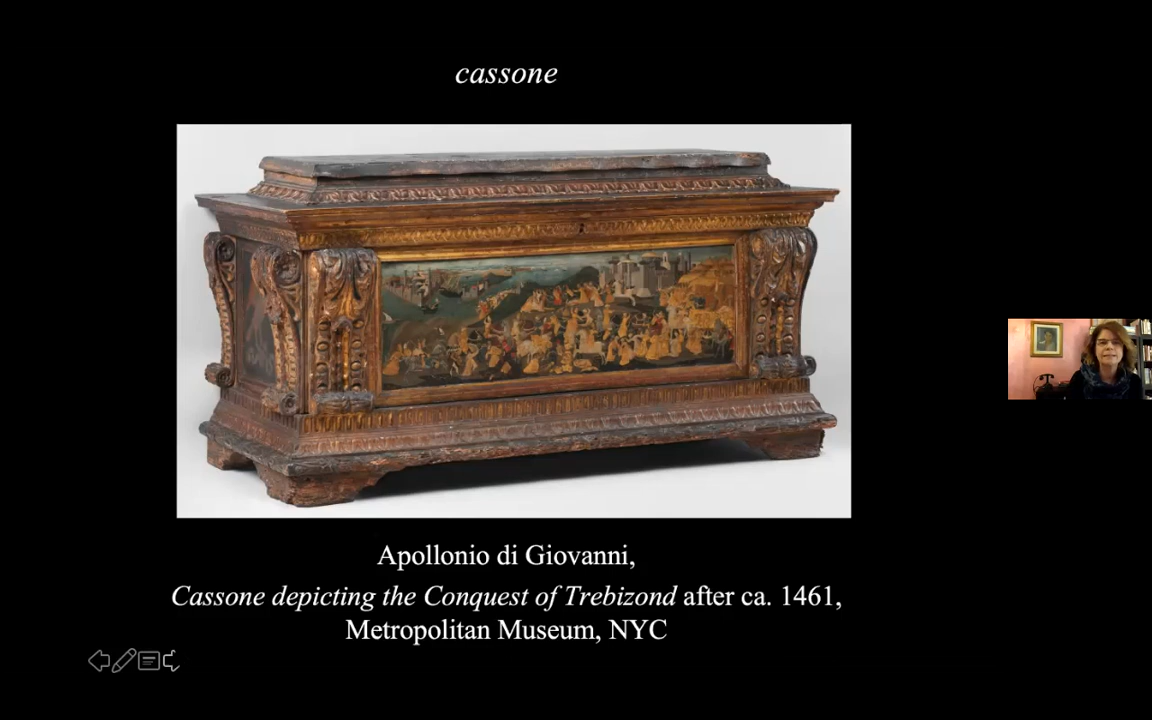 cassone
Apollonio di Giovanni,
Cassone depicting the Conquest of Trebizond after ca. 1461,
Metropolitan Museum, NYC